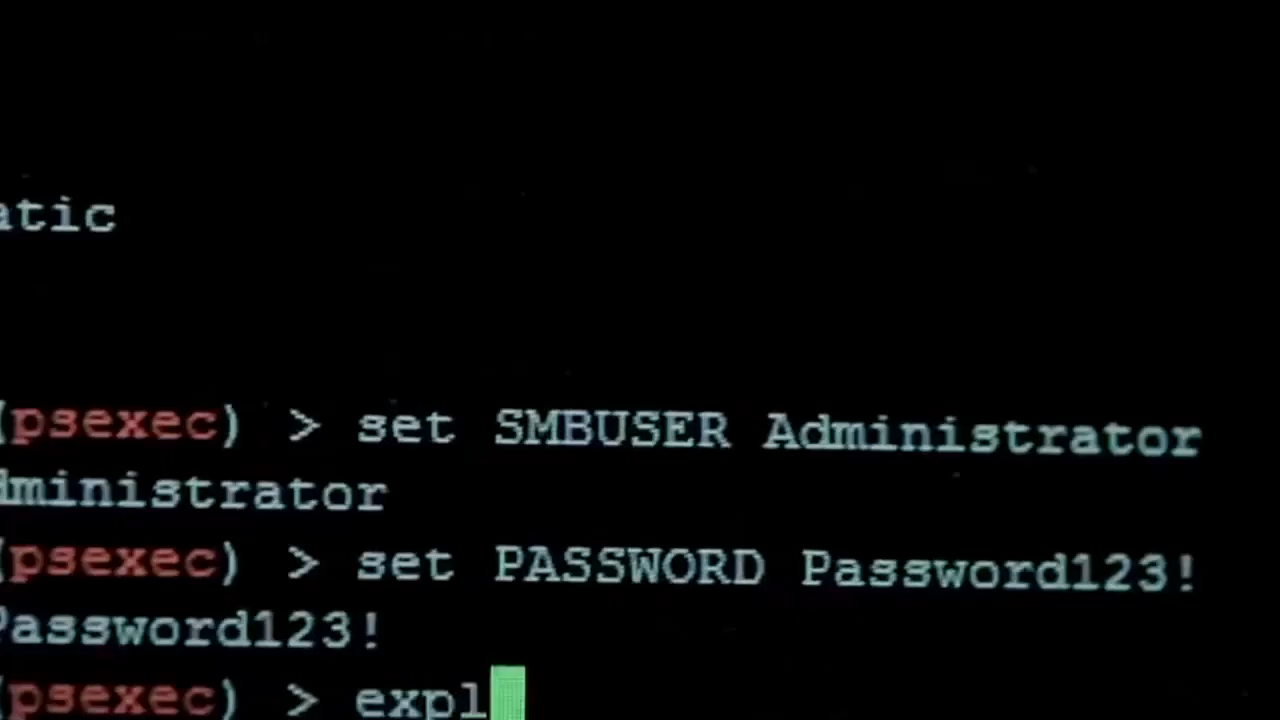 atic
(psexec) > set SMBUSER Administrator
dministrator
(psexec) > set PASSWORD Password123!
Password123!
(psexec) > expl